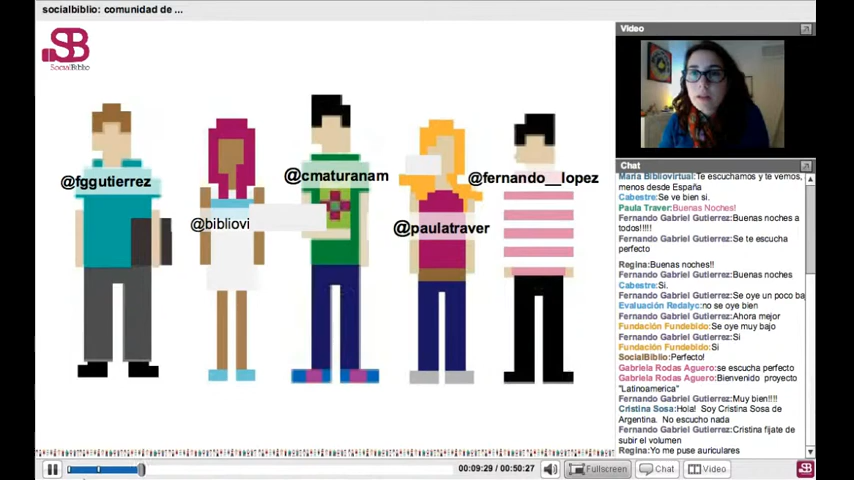 socialbiblio: comunidad de ...
SB
SocialBiblio
@fggutierrez
@bibliovi
@cmaturanam
@paulatraver
@fernando__lopez
Video
Chat
Maria Bibliovirtual:Te escuchamos y te vemos,
menos desde España
Cabestre:Se ve bien si.
Paula Traver:Buenas Noches!
Fernando Gabriel Gutierrez:Buenas noches a
todos!!!!!
Fernando Gabriel Gutierrez:Se te escucha
perfecto
Regina:Buenas noches!!
Fernando Gabriel Gutierrez:Buenas noches
Cabestre:Si.
Fernando Gabriel Gutierrez:Se oye un poco baj
Evaluación Redalyc:no se oye bien
Fernando Gabriel Gutierrez:Ahora mejor
Fundación Fundebido:Se oye muy bajo
Fernando Gabriel Gutierrez:Si
Fundación Fundebido:Si
SocialBiblio:Perfecto!
Gabriela Rodas Aguero:se escucha perfecto
Gabriela Rodas Aguero:Bienvenido proyecto
"Latinoamerica"
Fernando Gabriel Gutierrez:Muy bien!!!!
Cristina Sosa:Hola! Soy Cristina Sosa de
Argentina. No escucho nada
Fernando Gabriel Gutierrez:Cristina fijate de
subir el volumen
Regina:Yo me puse auriculares
00:09:29 / 00:50:27
Fullscreen
Chat
Video
SB